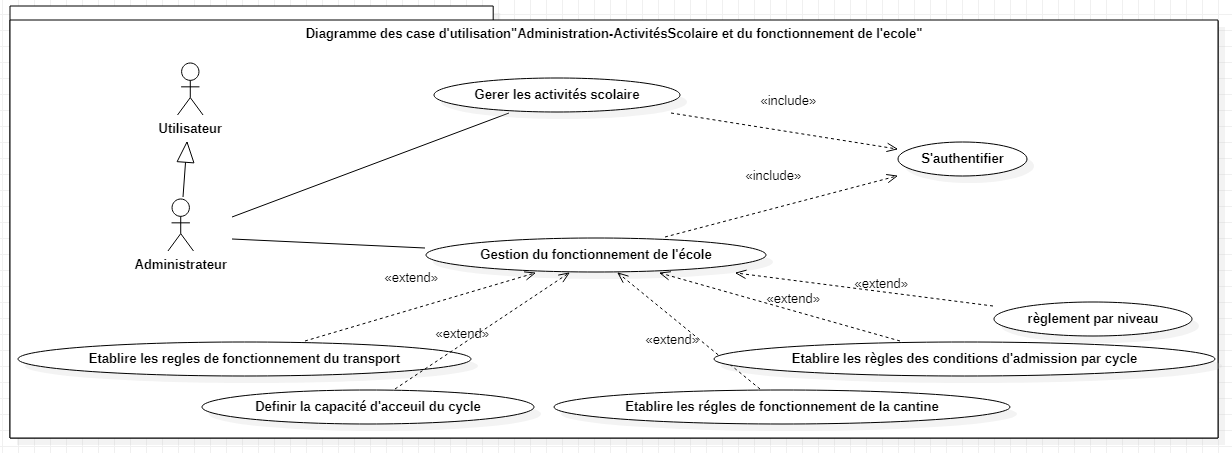 Diagramme des case d'utilisation"Administration-ActivitésScolaire et du fonctionnement de l'ecole"
Utilisateur
Gerer les activités scolaire
«include»
S'authentifier
«include»
Administrateur
Gestion du fonctionnement de l'école
«extend»
«extend»
«extend»
«extend»
«extend»
règlement par niveau
Etablire les regles de fonctionnement du transport
Etablire les règles des conditions d'admission par cycle
Definir la capacité d'acceuil du cycle
Etablire les régles de fonctionnement de la cantine